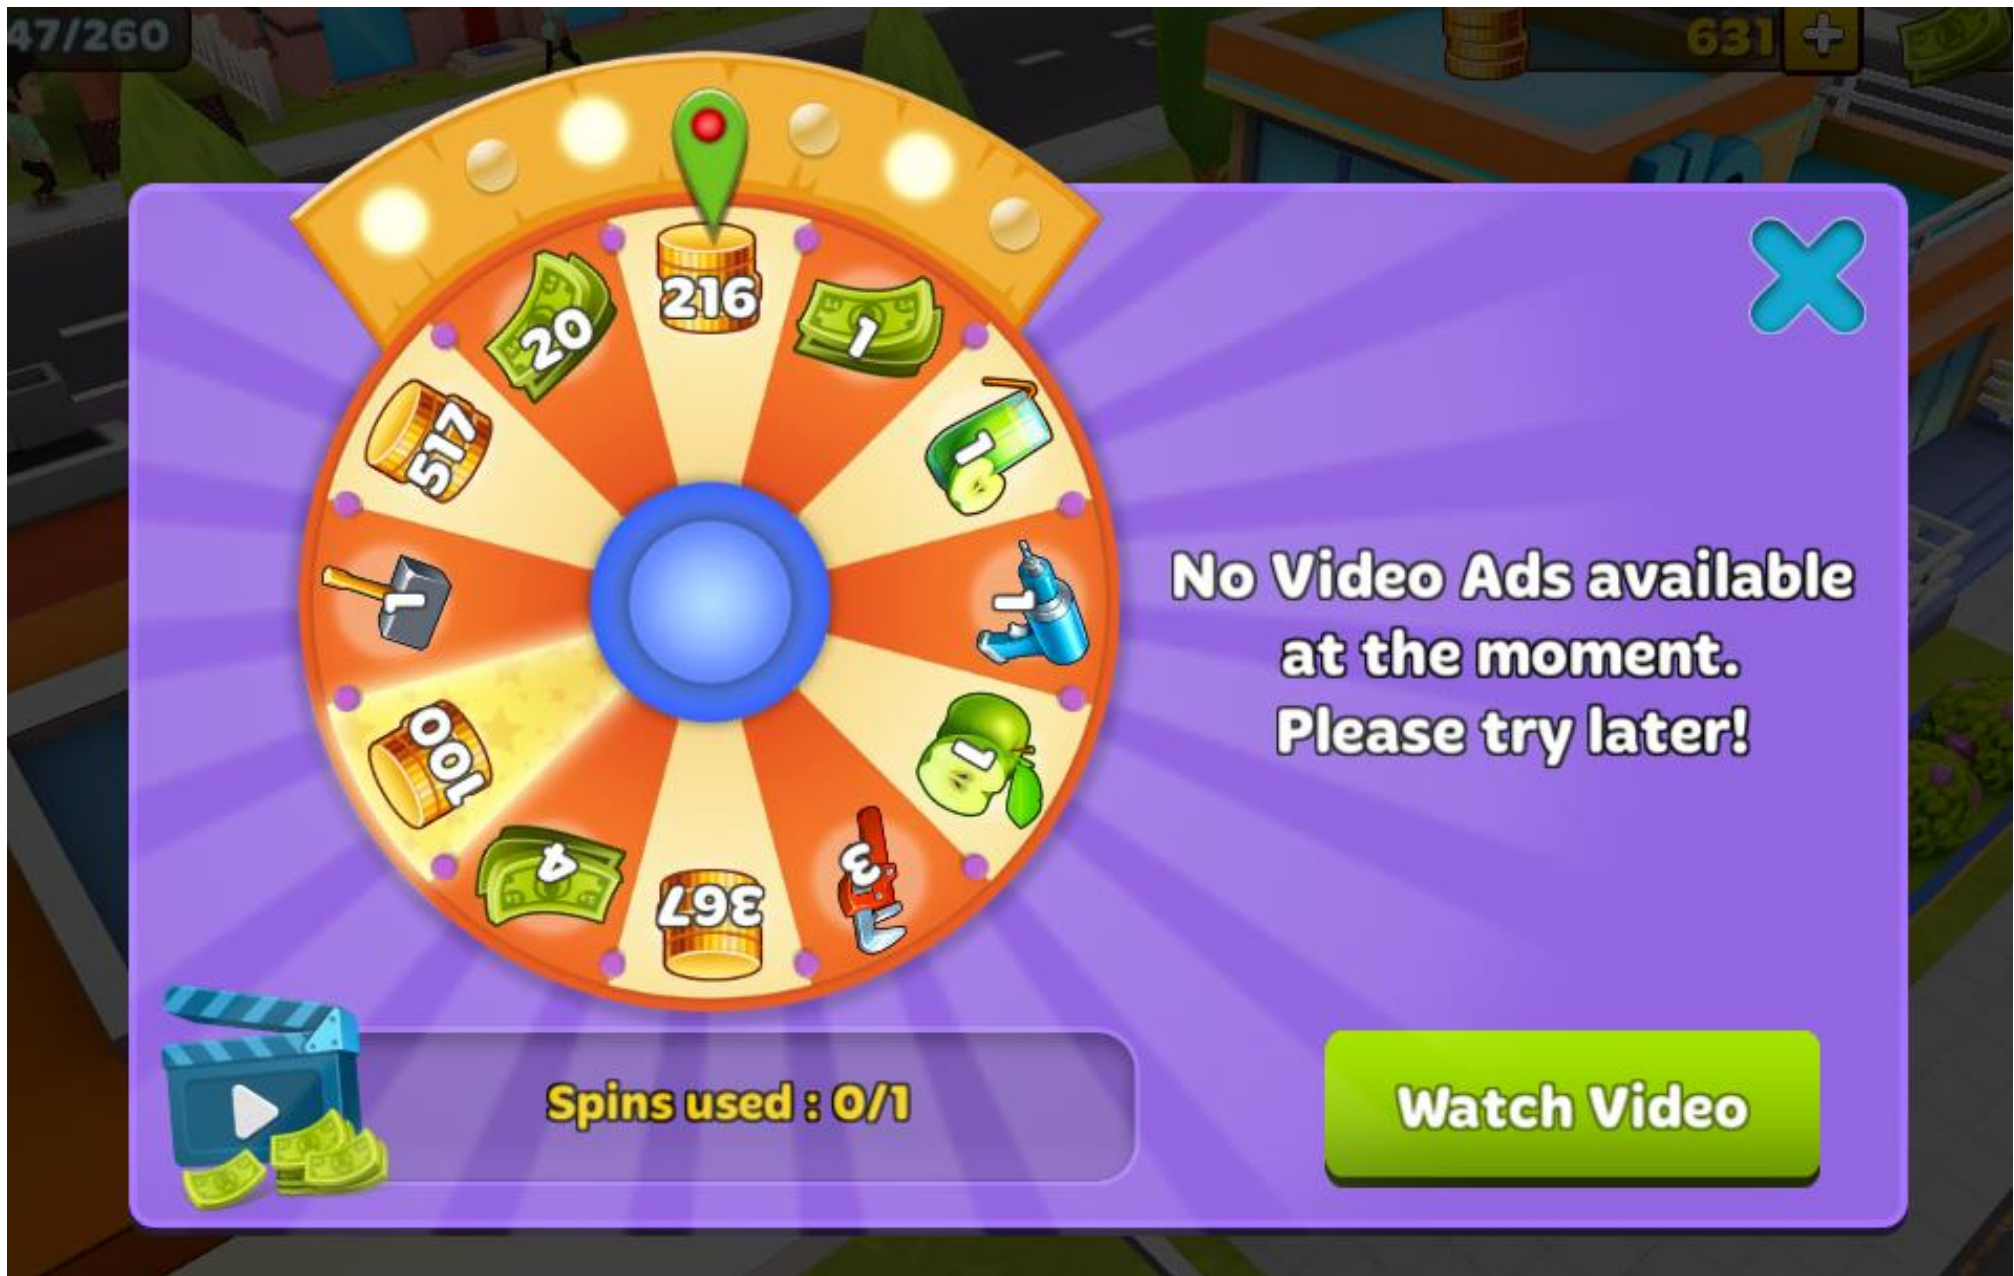 47/260
631
216
20
1
517
1
1
1
100
1
4
3
367
No Video Ads available
at the moment.
Please try later!
Spins used : 0/1
Watch Video